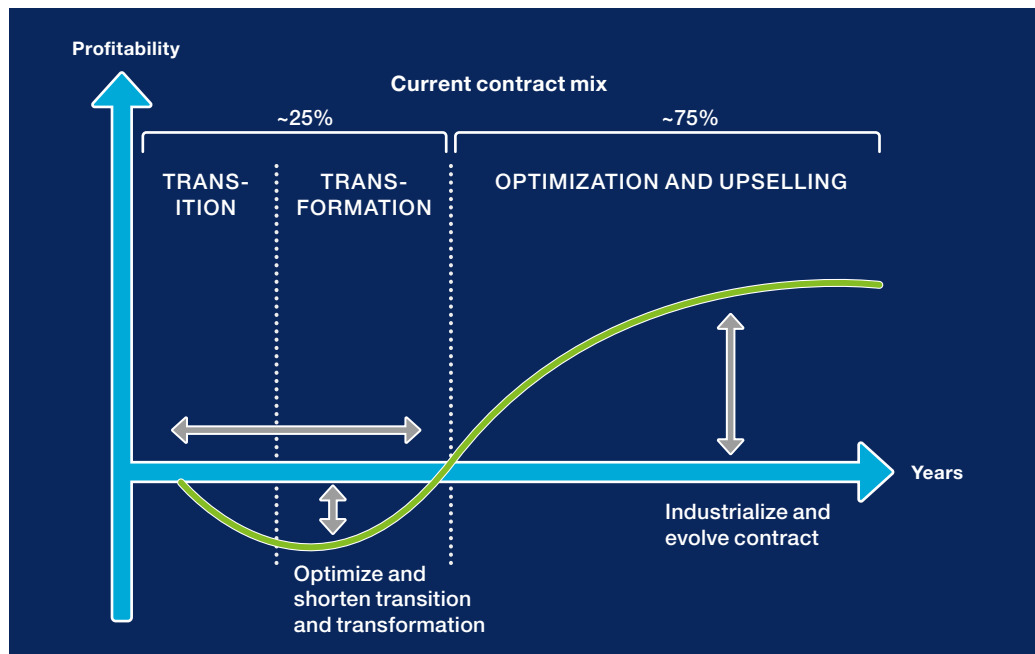 Profitability
Current contract mix
~25%
~75%
TRANS-
ITION
TRANS-
FORMATION
OPTIMIZATION AND UPSELLING
Years
Industrialize and
evolve contract
Optimize and
shorten transition
and transformation